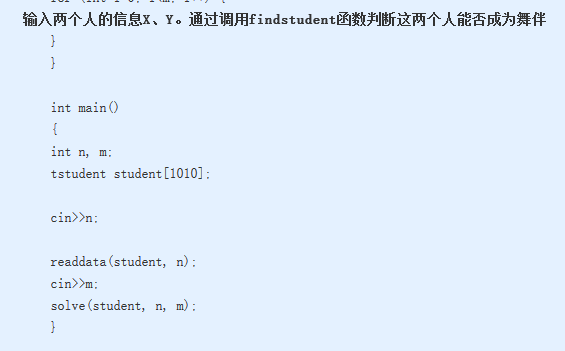 输入两个人的信息X、Y。通过调用findstudent函数判断这两个人能否成为舞伴
}
}
int main()
{
int n, m;
tstudent student[1010];
cin>>n;
readdata(student, n);
cin>>m;
solve(student, n, m);
}